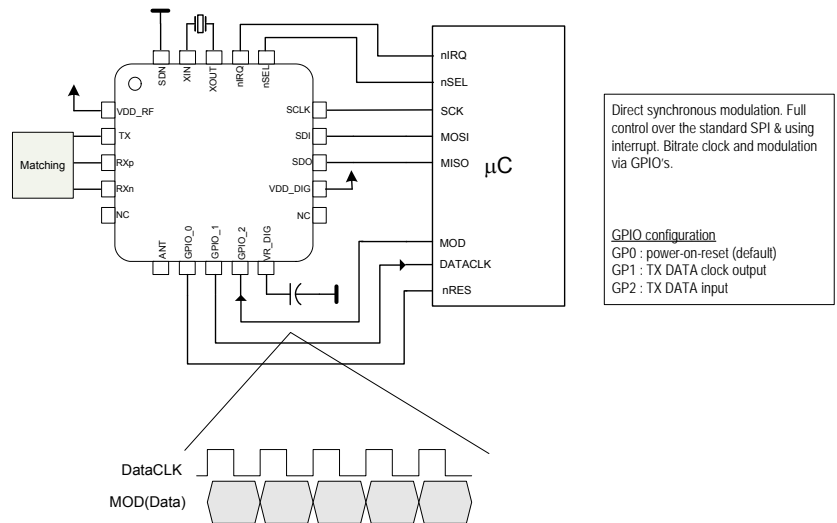 SDN
XIN
XOUT
nIRQ
nSEL
VDD_RF
TX
RXp
RXn
NC
Matching
SCLK
SDI
SDO
VDD_DIG
NC
ANT
GPIO_0
GPIO_1
GPIO_2
VR_DIG
nIRQ
nSEL
SCK
MOSI
MISO
μC
MOD
DATACLK
nRES
Direct synchronous modulation. Full
control over the standard SPI & using
interrupt. Bitrate clock and modulation
via GPIO's.
GPIO configuration
GP0 : power-on-reset (default)
GP1 : TX DATA clock output
GP2 : TX DATA input
DataCLK
MOD(Data)